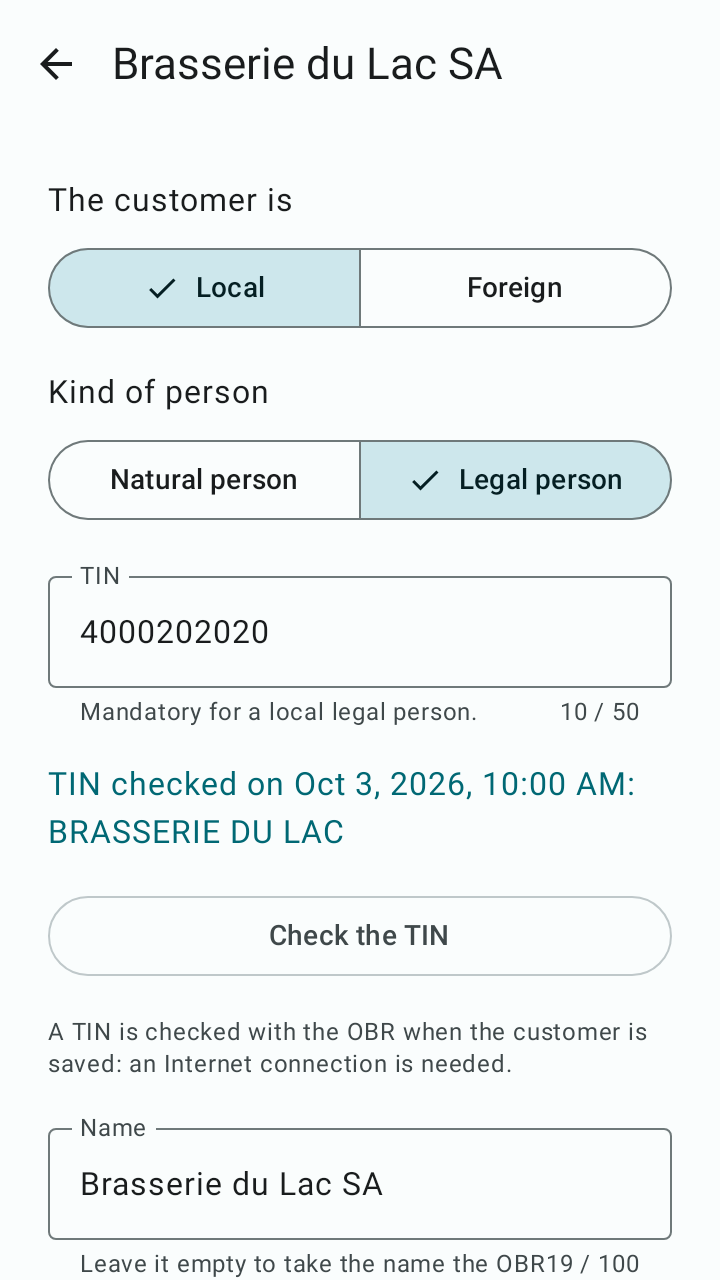 Brasserie du Lac SA
The customer is
Local
Foreign
Kind of person
Natural person
Legal person
TIN
4000202020
Mandatory for a local legal person.
10 / 50
TIN checked on Oct 3, 2026, 10:00 AM:
BRASSERIE DU LAC
Check the TIN
A TIN is checked with the OBR when the customer is
saved: an Internet connection is needed.
Name
Brasserie du Lac SA
Leave it empty to take the name the OBR
19 / 100